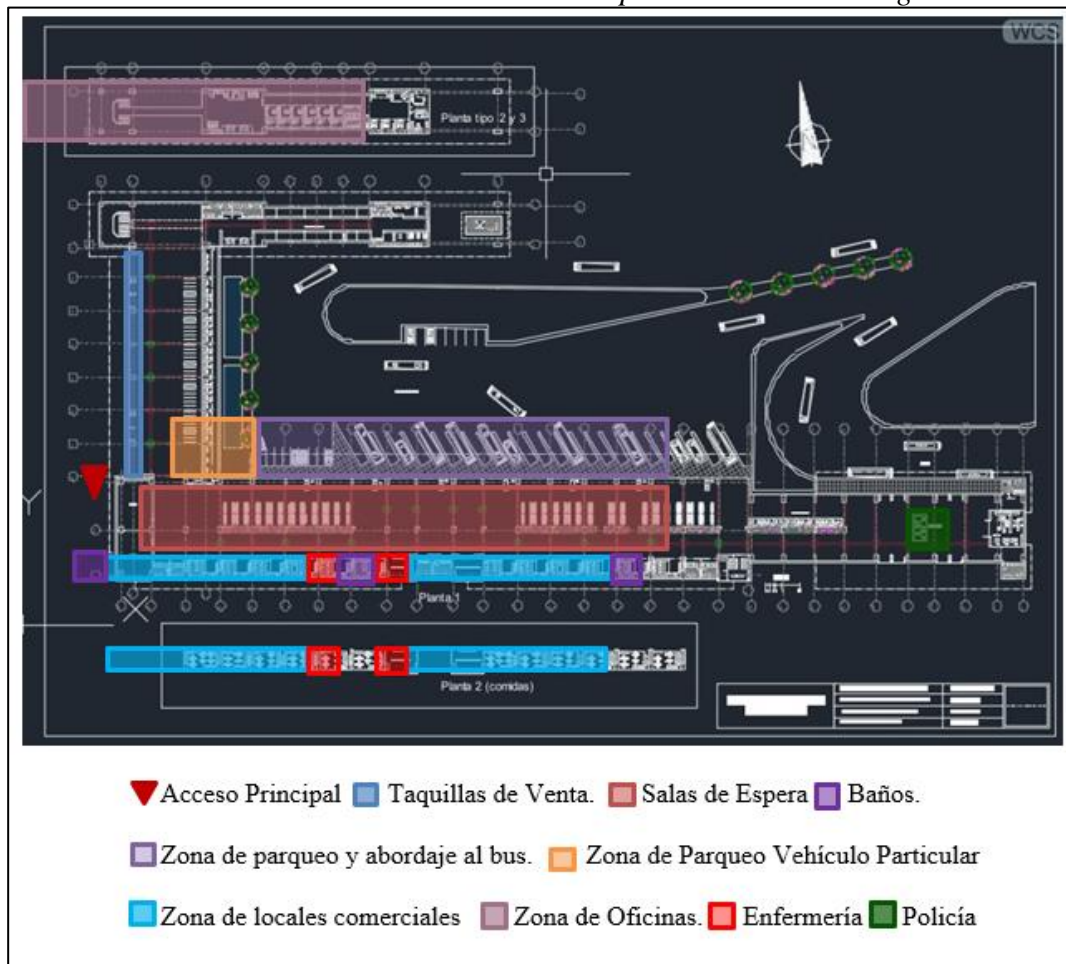 WCS
Planta tipo 2 y 3
Planta 1
Planta 2 (comidas)
Acceso Principal Taquillas de Venta. Salas de Espera Baños.
Zona de parqueo y abordaje al bus. Zona de Parqueo Vehículo Particular
Zona de locales comerciales Zona de Oficinas. Enfermería Policía